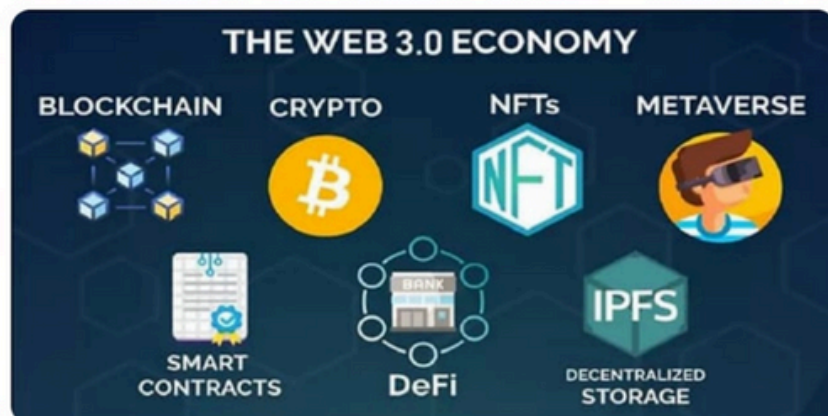 THE WEB 3.0 ECONOMY
BLOCKCHAIN
CRYPTO
NFTs
METAVERSE
NFT
BANK
IPFS
SMART
CONTRACTS
DeFi
DECENTRALIZED
STORAGE